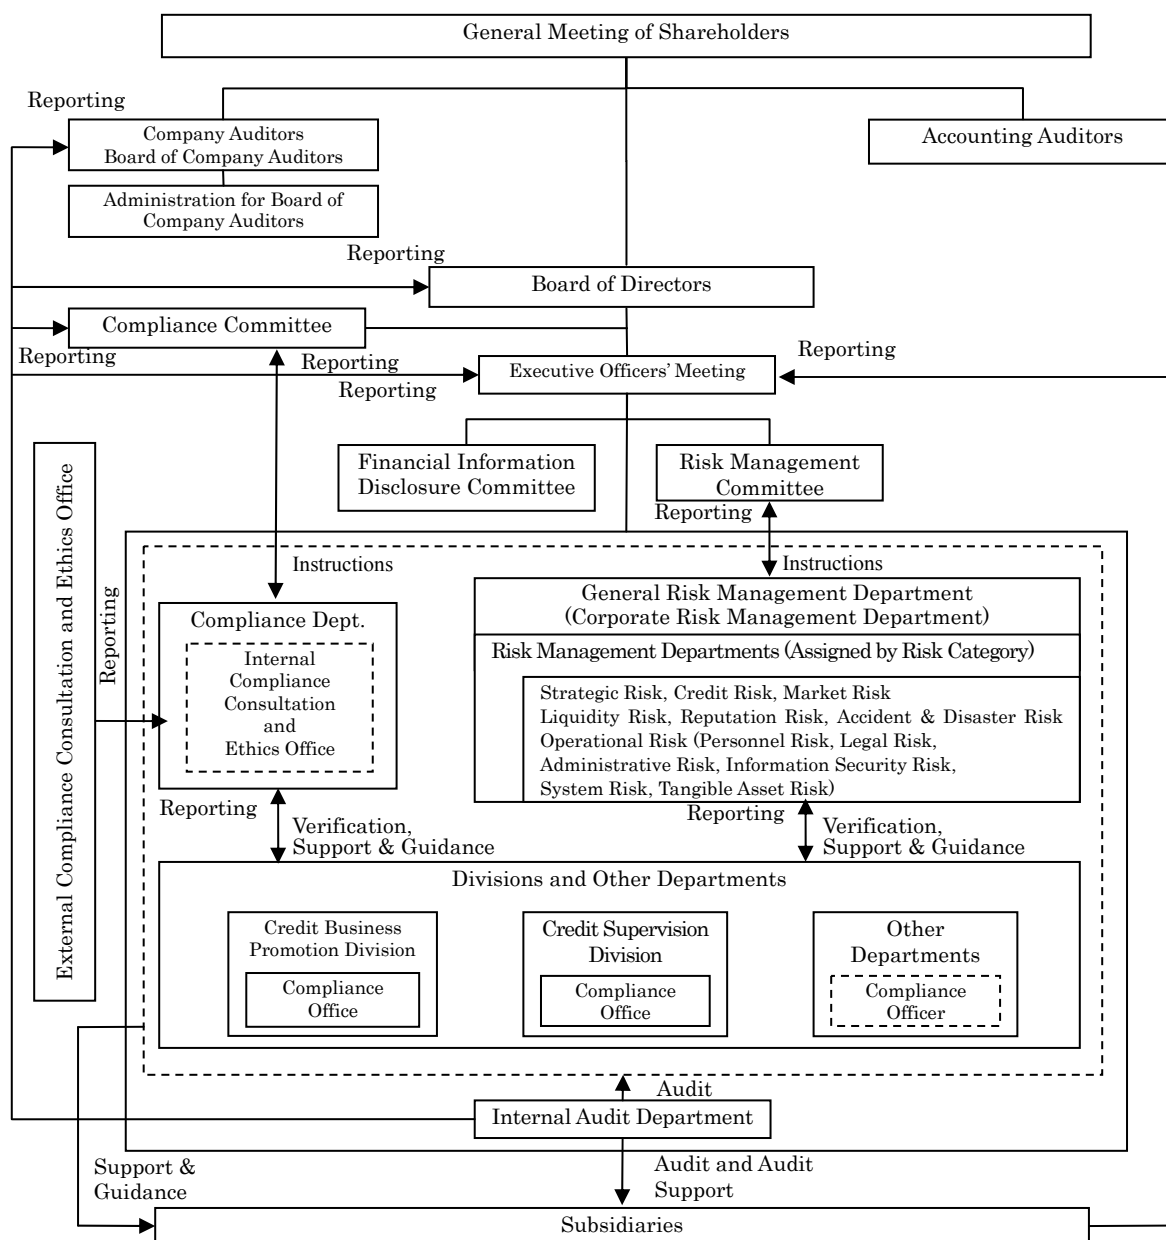 General Meeting of Shareholders
Reporting
Company Auditors
Board of Company Auditors
Accounting Auditors
Administration for Board of
Company Auditors
Reporting
Board of Directors
Compliance Committee
Reporting
Reporting
Reporting
Executive Officers' Meeting
Reporting
Financial Information
Disclosure Committee
Risk Management
Committee
Reporting
External Compliance Consultation and Ethics Office
Reporting
Instructions
Instructions
Compliance Dept.
Internal
Compliance
Consultation
and
Ethics Office
General Risk Management Department
(Corporate Risk Management Department)
Risk Management Departments (Assigned by Risk Category)
Strategic Risk, Credit Risk, Market Risk
Liquidity Risk, Reputation Risk, Accident & Disaster Risk
Operational Risk (Personnel Risk, Legal Risk,
Administrative Risk, Information Security Risk,
System Risk, Tangible Asset Risk)
Reporting
Verification,
Support & Guidance
Reporting
Verification,
Support & Guidance
Divisions and Other Departments
Credit Business
Promotion Division
Compliance
Office
Credit Supervision
Division
Compliance
Office
Other
Departments
Compliance
Officer
Audit
Internal Audit Department
Support &
Guidance
Audit and Audit
Support
Subsidiaries